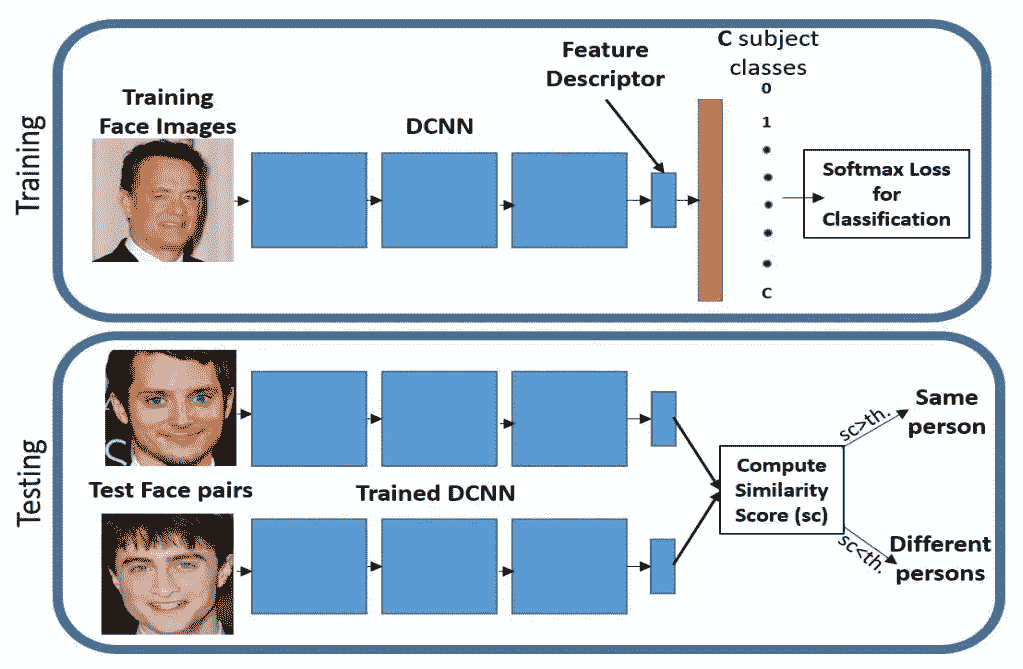 Training
Training
Face Images
DCNN
Feature
Descriptor
C subject
classes
0
1
C
Softmax Loss
for
Classification
Testing
Test Face pairs
Trained DCNN
Compute
Similarity
Score (sc)
sc>th.
Same
person
sc<th.
Different
persons